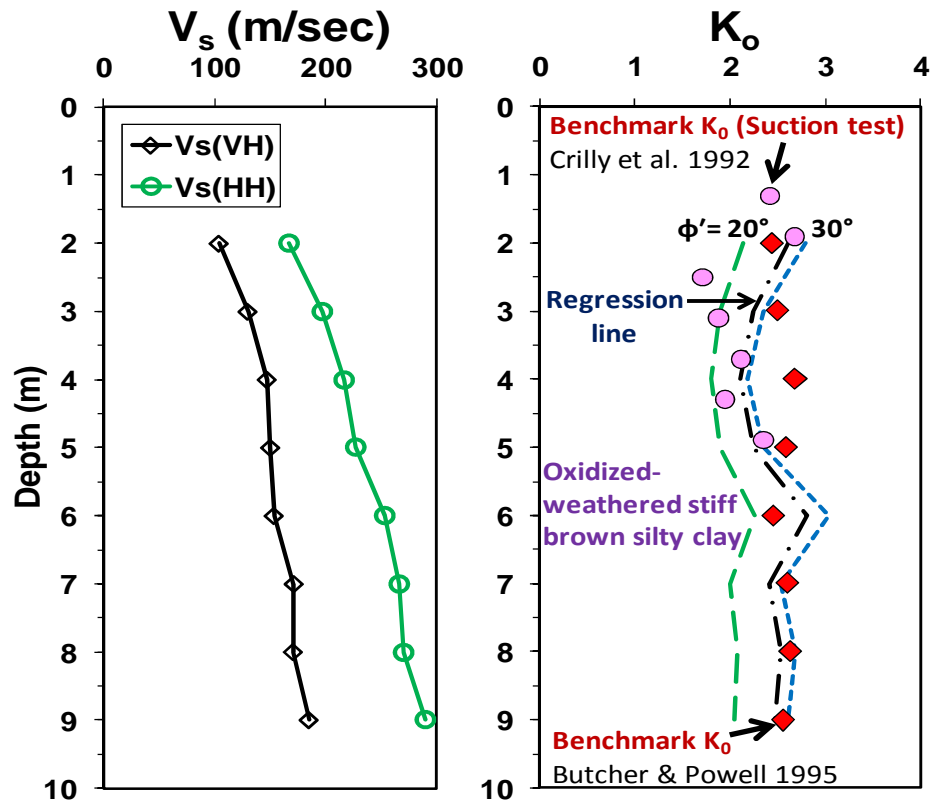 Vs (m/sec)
0 100 200 300
Depth (m)
0
1
2
3
4
5
6
7
8
9
10
Vs(VH)
Vs(HH)
Ko
0 1 2 3 4
Benchmark K0 (Suction test)
Crilly et al. 1992
ϕ′= 20° 30°
Regression
line
Oxidized-
weathered stiff
brown silty clay
Benchmark K0
Butcher & Powell 1995